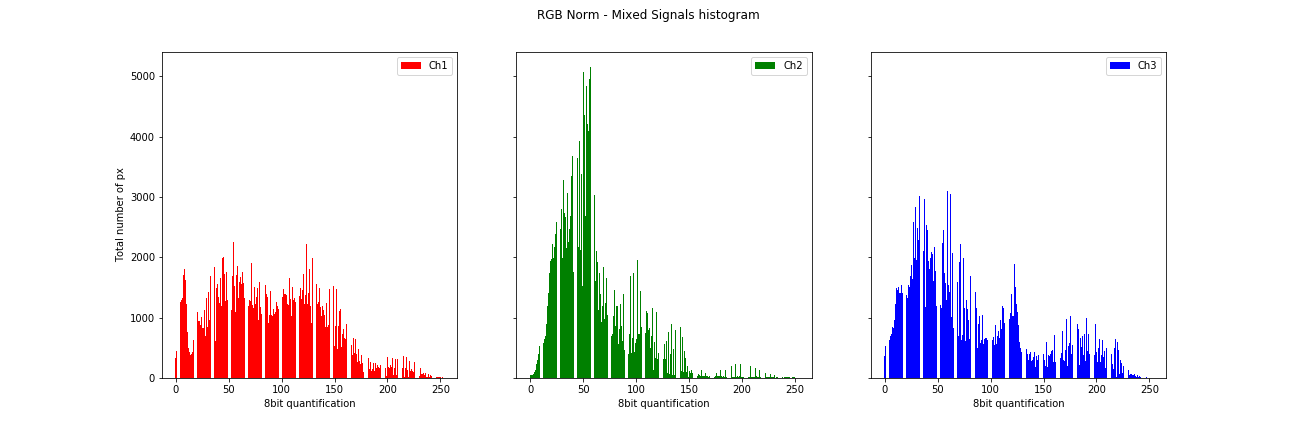 RGB Norm - Mixed Signals histogram
Total number of px
5000
4000
3000
2000
1000
0
Ch1
0 50 100 150 200 250
8bit quantification
Ch2
0 50 100 150 200 250
8bit quantification
Ch3
0 50 100 150 200 250
8bit quantification